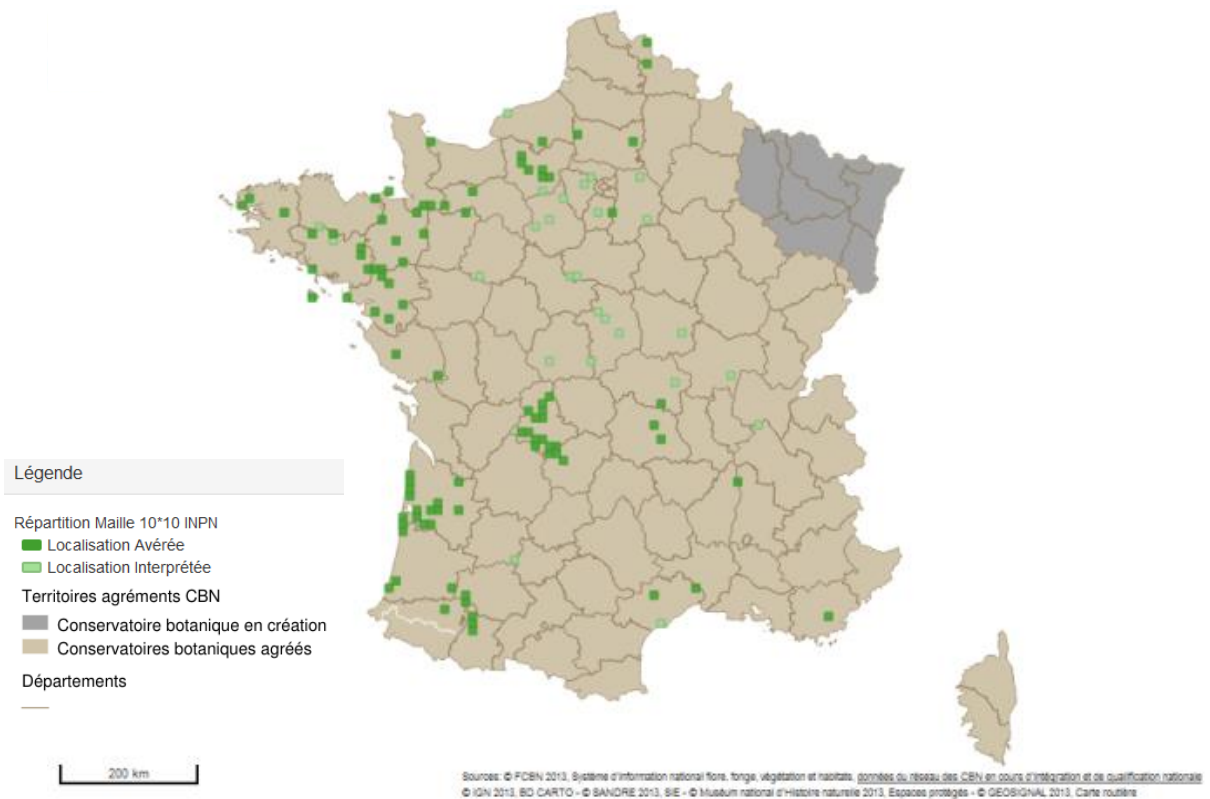 Légende
Répartition Maille 10*10 INPN
Localisation Avérée
Localisation Interprétée
Territoires agréments CBN
Conservatoire botanique en création
Conservatoires botaniques agréés
Départements
200 km
Sources: © FCBN 2013, Système d'information national flore, fonge, végétation et habitats, données du réseau des CBN en cours d'intégration et de qualification nationale
© IGN 2013, BD CARTO - © SANDRE 2013, SIE - © Muséum national d'Histoire naturelle 2013, Espaces protégés - © GEOSIGNAL 2013, Carte routière